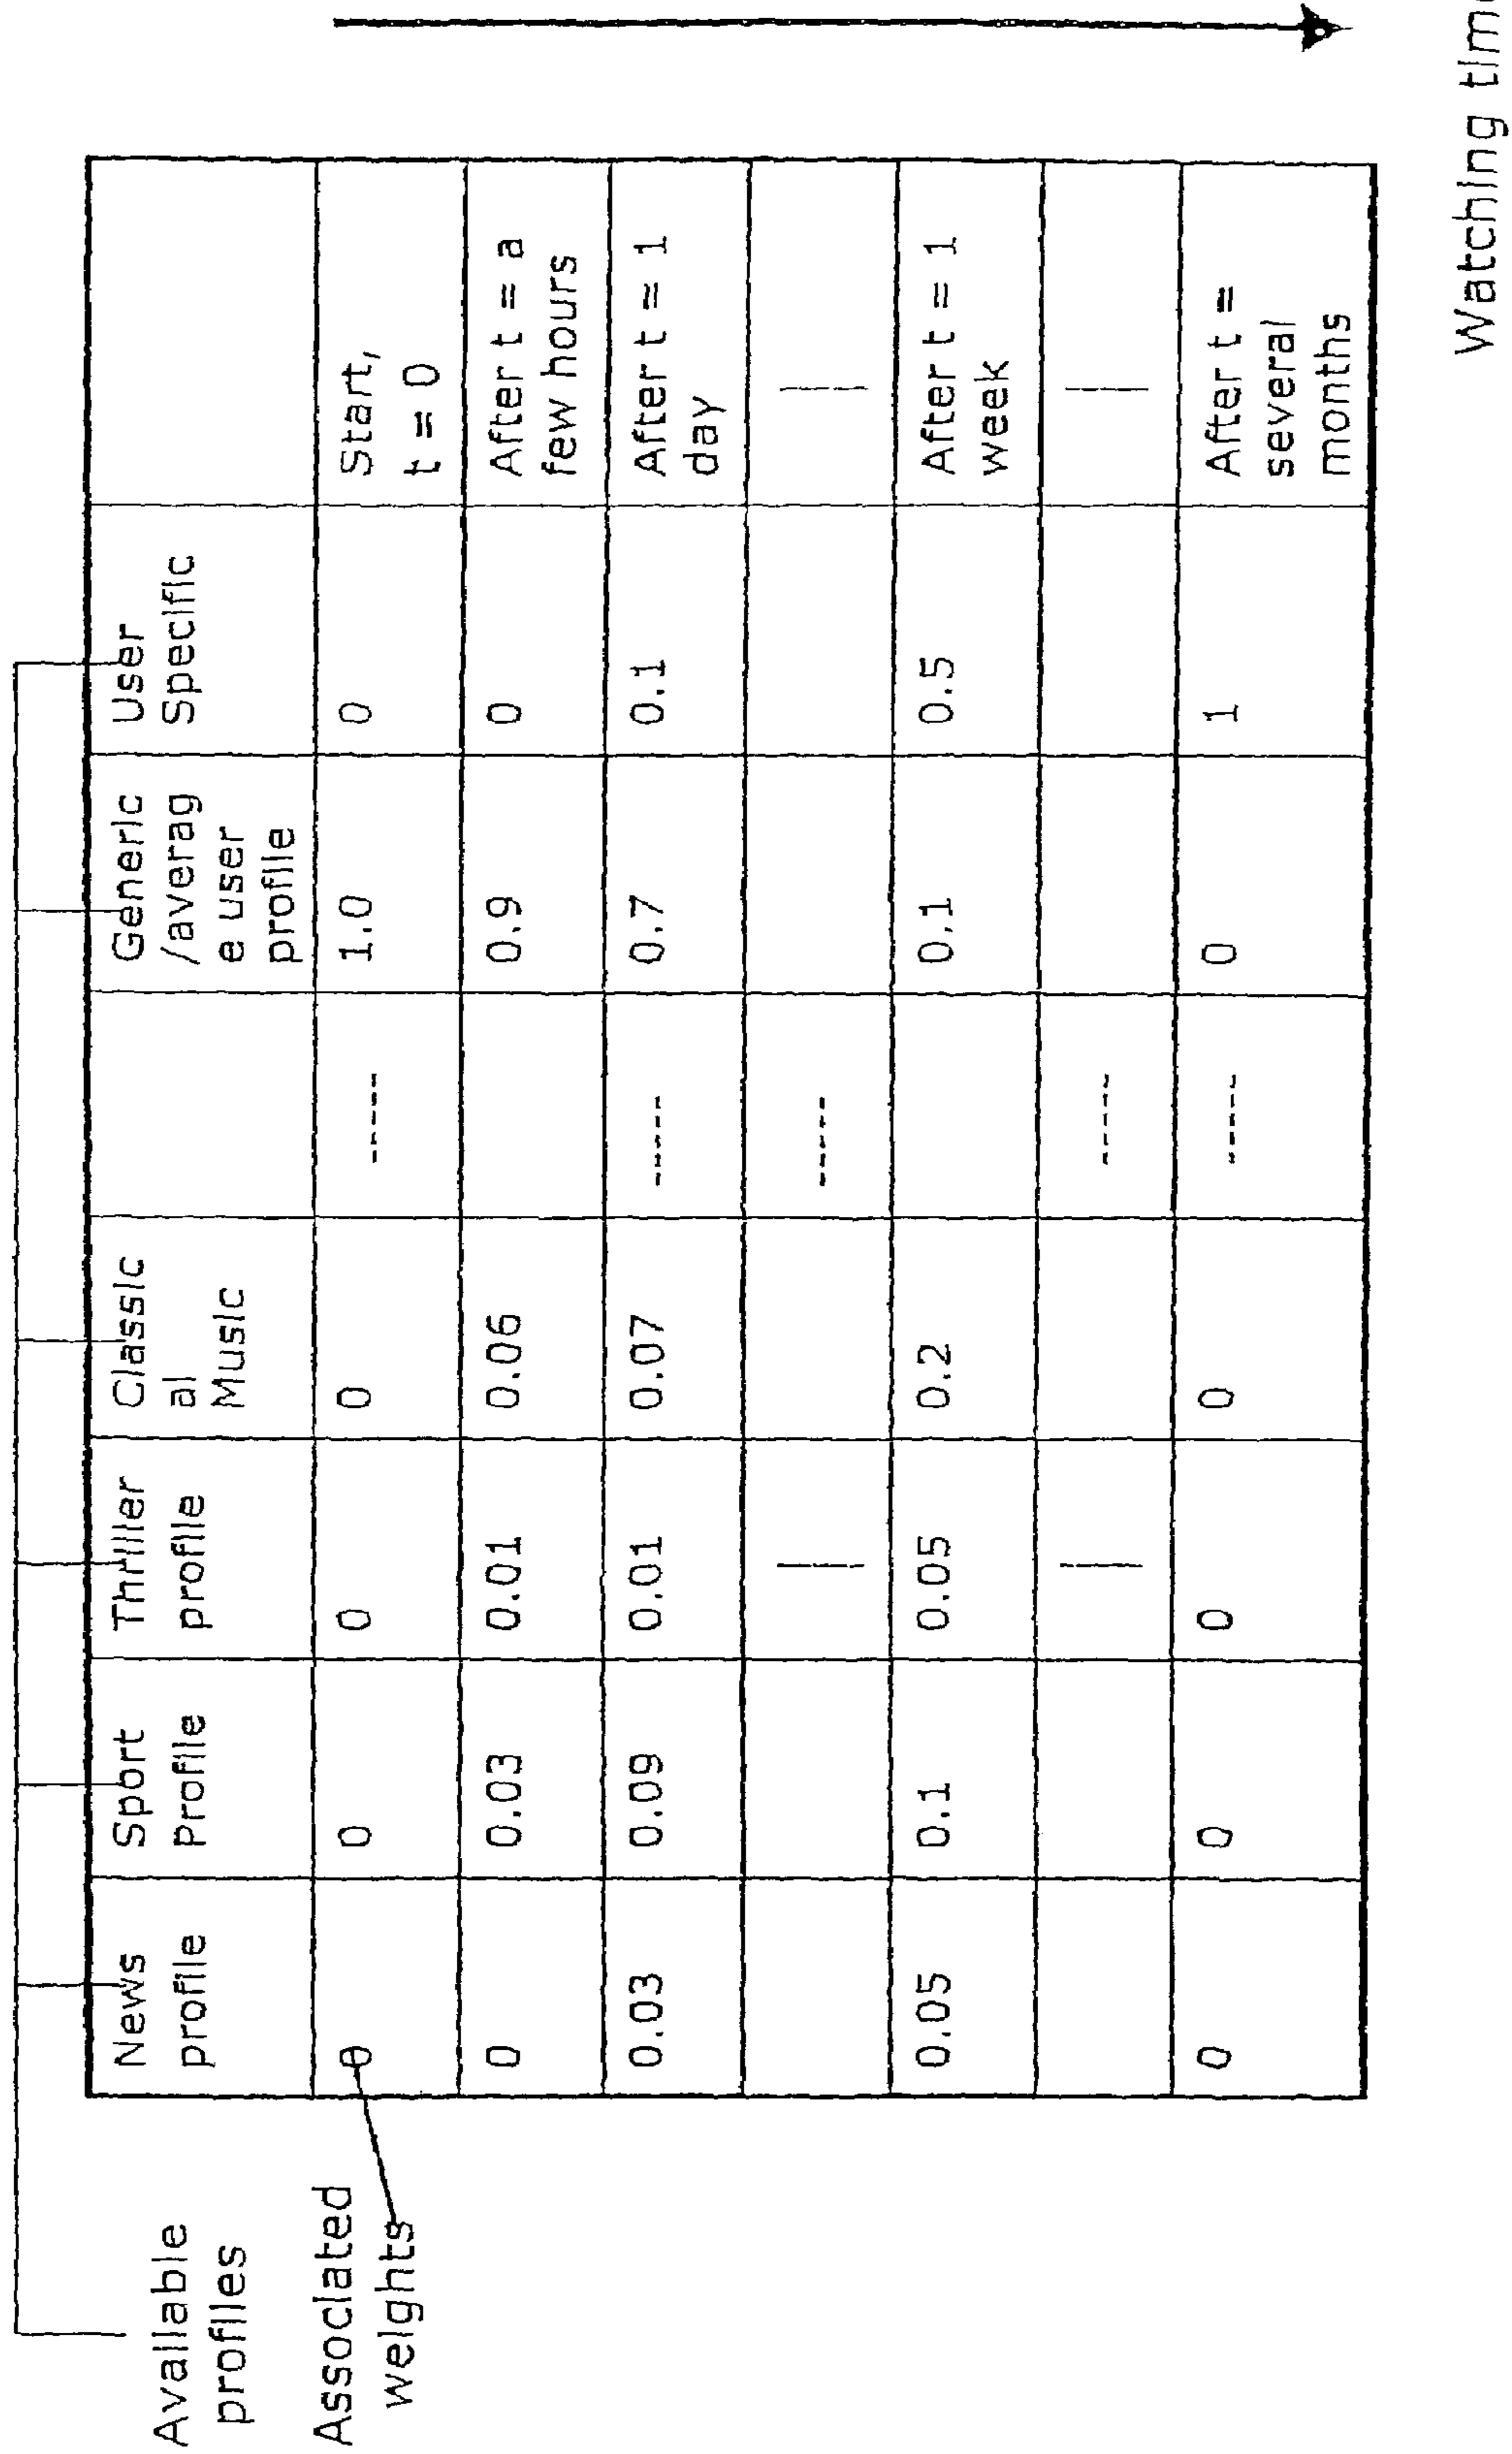 Available
profiles
Associated
weights
News
profile
Sport
Profile
Thriller
profile
Classic
al
Music
Generic
/averag
e user
profile
User
Specific
0 0 0 0 ----- 1.0 0 Start,
t = 0
0 0.03 0.01 0.06 0.9 0 After t = a
few hours
0.03 0.09 0.01 0.07 ----- 0.7 0.1 After t = 1
day
-----
0.05 0.1 0.05 0.2 0.1 0.5 After t = 1
week
-----
0 0 0 0 ----- 0 1 After t =
several
months
Watching